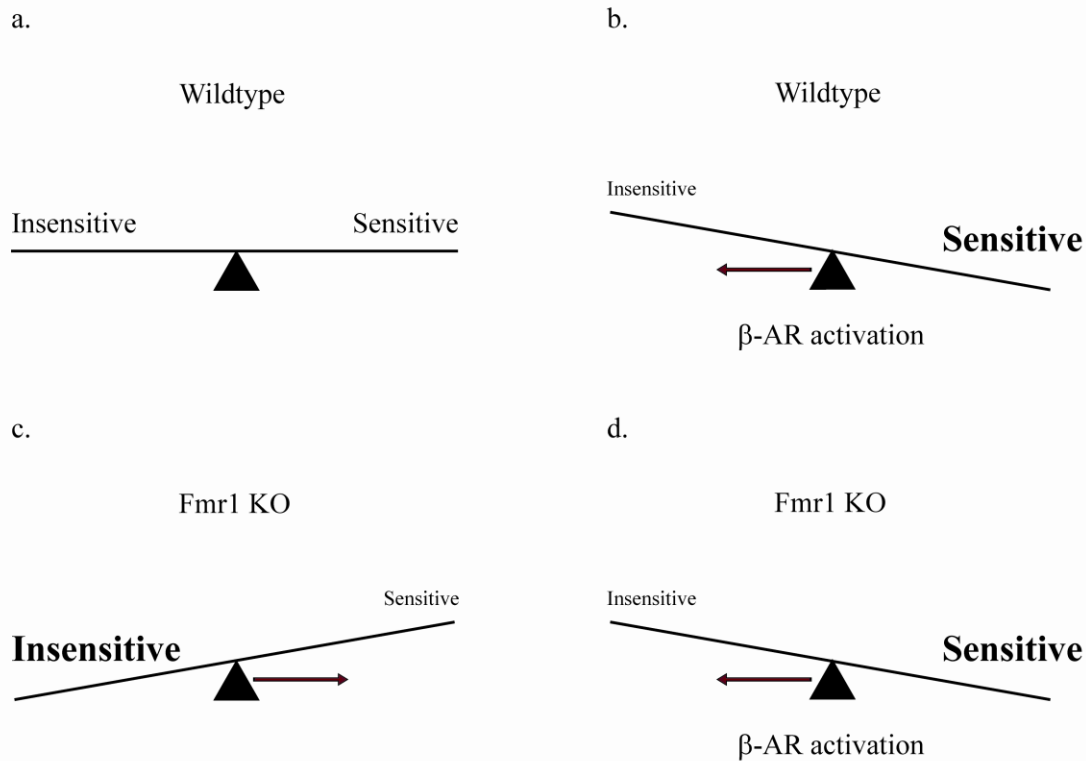 a.
Wildtype
Insensitive Sensitive
b.
Wildtype
Insensitive
Sensitive
β-AR activation
c.
Fmr1 KO
Sensitive
Insensitive
d.
Fmr1 KO
Insensitive
Sensitive
β-AR activation